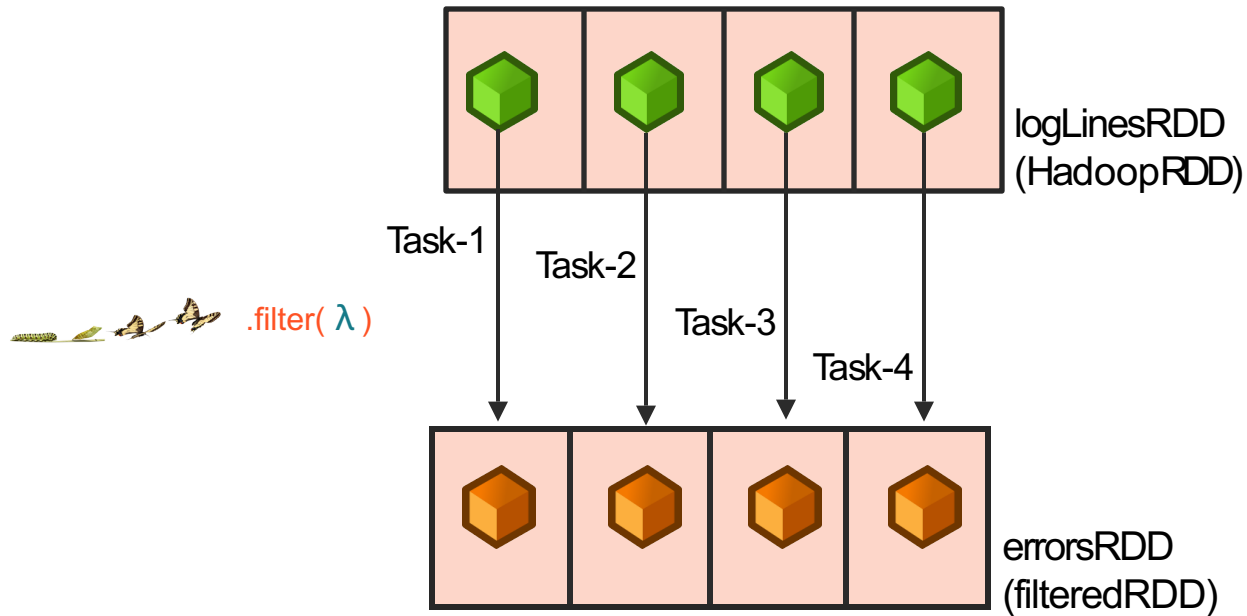 logLinesRDD
(HadoopRDD)
Task-1
Task-2
.filter( λ )
Task-3
Task-4
errorsRDD
(filteredRDD)